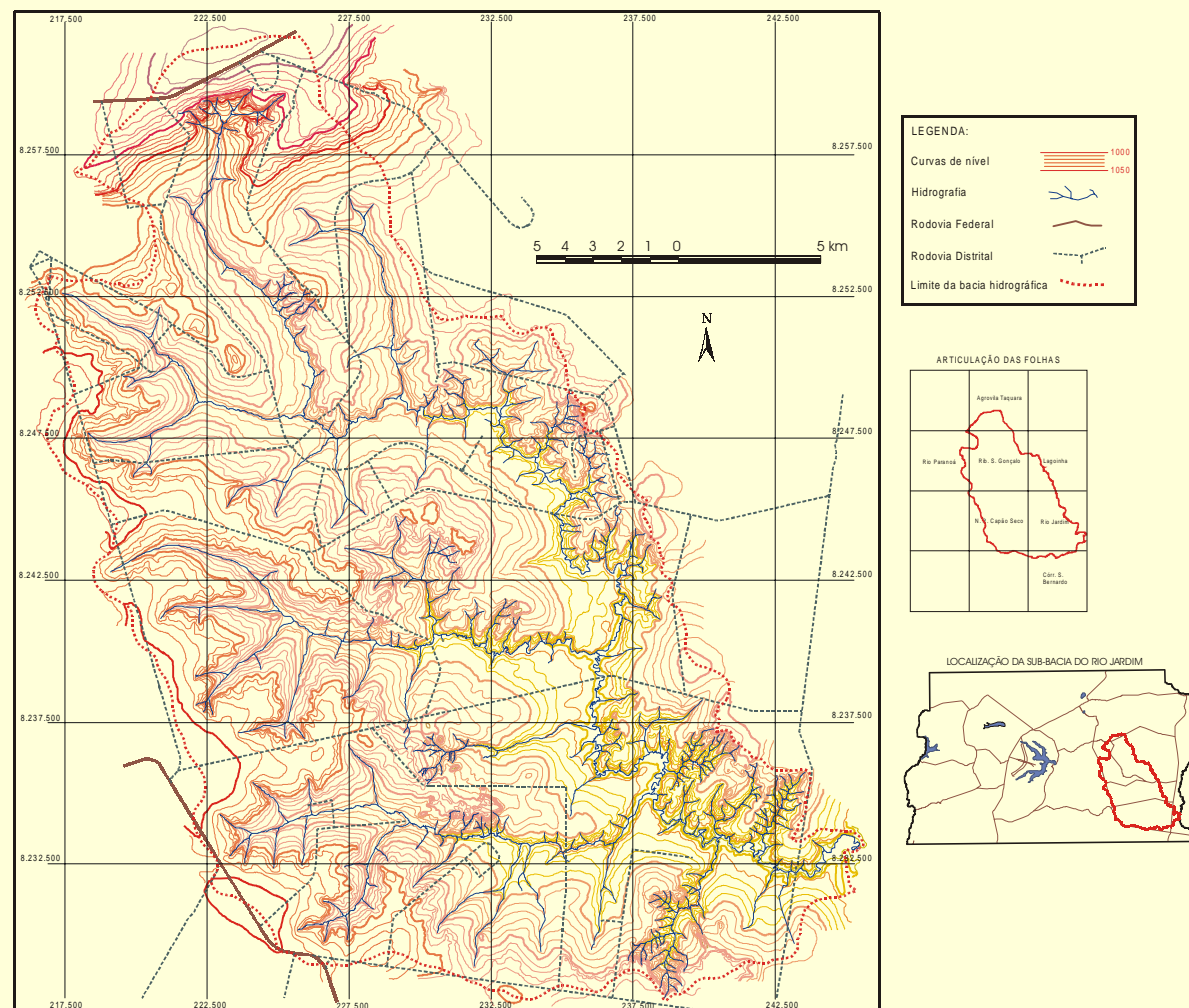 217.500 222.500 227.500 232.500 237.500 242.500
8.257.500 8.257.500
LEGENDA:
Curvas de nível 1000
1050
Hidrografia
Rodovia Federal
Rodovia Distrital
Limite da bacia hidrográfica
5 4 3 2 1 0 5 km
8.252.500 8.252.500
N
ARTICULAÇÃO DAS FOLHAS
Agrovila Taquara
8.247.500 8.247.500
Rio Paranoá Rib. S. Gonçalo Lagoinha
Capão Seco Rio Jardim
8.242.500 8.242.500
Córr. S.
Bernardo
LOCALIZAÇÃO DA SUB-BACIA DO RIO JARDIM
8.237.500 8.237.500
8.232.500 8.232.500
217.500 222.500 227.500 232.500 237.500 242.500